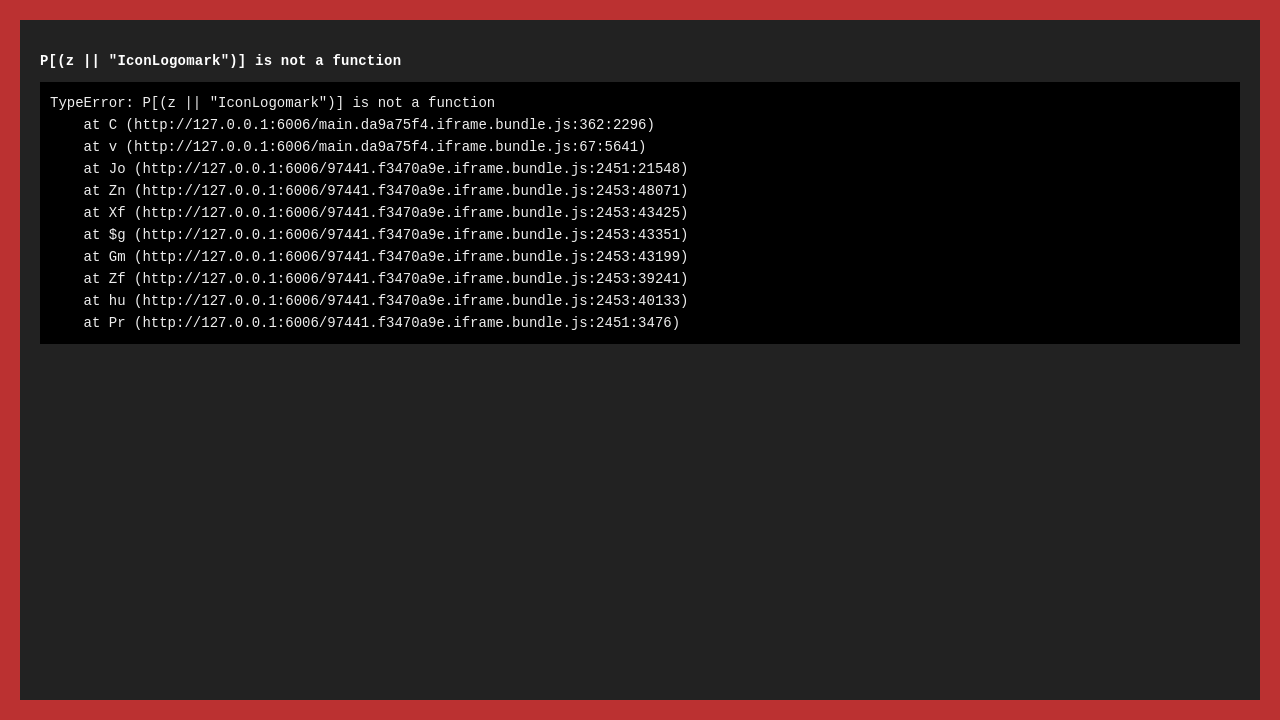 P[(z || "IconLogomark")] is not a function
TypeError: P[(z || "IconLogomark")] is not a function
    at C (http://127.0.0.1:6006/main.da9a75f4.iframe.bundle.js:362:2296)
    at v (http://127.0.0.1:6006/main.da9a75f4.iframe.bundle.js:67:5641)
    at Jo (http://127.0.0.1:6006/97441.f3470a9e.iframe.bundle.js:2451:21548)
    at Zn (http://127.0.0.1:6006/97441.f3470a9e.iframe.bundle.js:2453:48071)
    at Xf (http://127.0.0.1:6006/97441.f3470a9e.iframe.bundle.js:2453:43425)
    at $g (http://127.0.0.1:6006/97441.f3470a9e.iframe.bundle.js:2453:43351)
    at Gm (http://127.0.0.1:6006/97441.f3470a9e.iframe.bundle.js:2453:43199)
    at Zf (http://127.0.0.1:6006/97441.f3470a9e.iframe.bundle.js:2453:39241)
    at hu (http://127.0.0.1:6006/97441.f3470a9e.iframe.bundle.js:2453:40133)
    at Pr (http://127.0.0.1:6006/97441.f3470a9e.iframe.bundle.js:2451:3476)